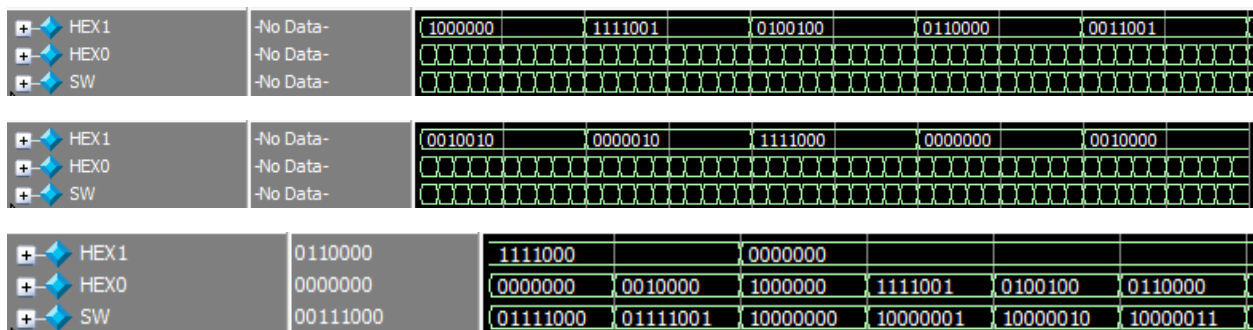 HEX1 -No Data- 1000000 1111001 0100100 0110000 0011001
HEX0 -No Data-
SW -No Data-
HEX1 -No Data- 0010010 0000010 1111000 0000000 0010000
HEX0 -No Data-
SW -No Data-
HEX1 0110000 1111000 0000000
HEX0 0000000 0000000 0010000 1000000 1111001 0100100 0110000
SW 00111000 01111000 01111001 10000000 10000001 10000010 10000011